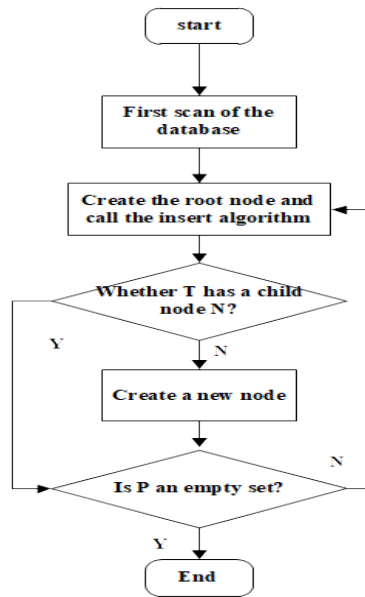 start
First scan of the
database
Create the root node and
call the insert algorithm
Whether T has a child
node N?
Y
N
Create a new node
Is P an empty set?
N
Y
End